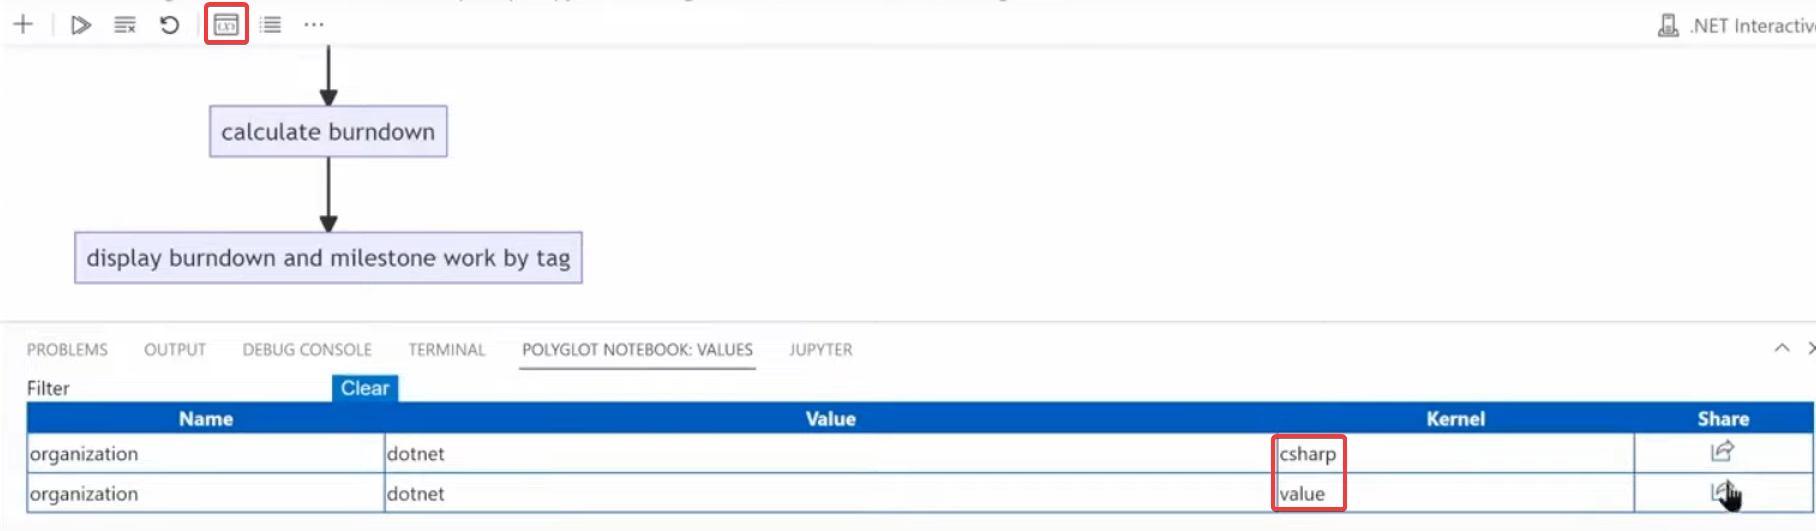 .NET Interactive
calculate burndown
display burndown and milestone work by tag
PROBLEMS OUTPUT DEBUG CONSOLE TERMINAL POLYGLOT NOTEBOOK: VALUES JUPYTER
Filter Clear
Name Value Kernel Share
organization dotnet csharp
organization dotnet value